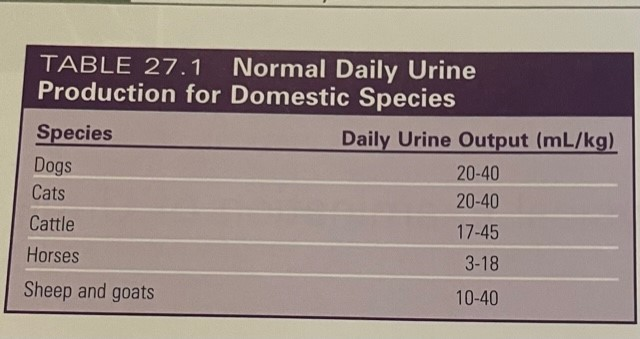 TABLE 27.1 Normal Daily Urine
Production for Domestic Species
Species Daily Urine Output (mL/kg)
Dogs 20-40
Cats 20-40
Cattle 17-45
Horses 3-18
Sheep and goats 10-40